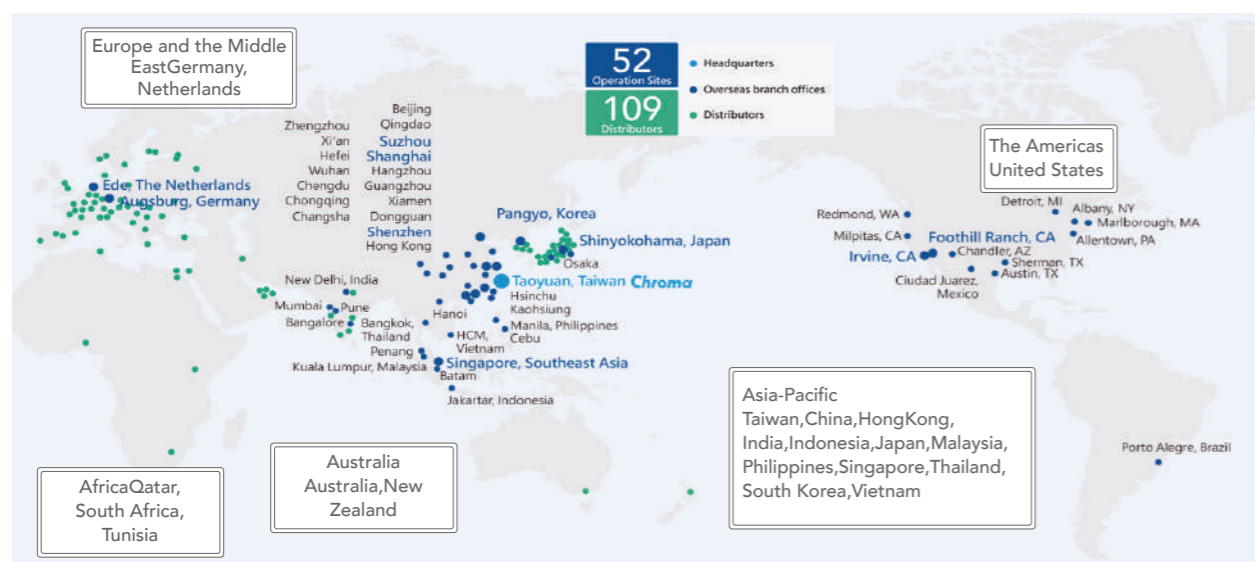 Europe and the Middle
EastGermany,
Netherlands
52
Operation Sites
109
Distributors
Headquarters
Overseas branch offices
Distributors
The Americas
United States
Beijing
Qingdao
Suzhou
Shanghai
Hangzhou
Guangzhou
Xiamen
Dongguan
Shenzhen
Hong Kong
Zhengzhou
Xi'an
Hefei
Wuhan
Chengdu
Chongqing
Changsha
Ede, The Netherlands
Augsburg, Germany
Pangyo, Korea
Shinyokohama, Japan
Osaka
Taoyuan, Taiwan Chroma
Hsinchu
Kaohsiung
New Delhi, India
Mumbai
Pune
Bangalore
Bangkok,
Thailand
Hanoi
Manila, Philippines
Cebu
HCM,
Vietnam
Penang
Kuala Lumpur, Malaysia
Singapore, Southeast Asia
Batam
Jakartar, Indonesia
Redmond, WA
Milpitas, CA
Irvine, CA
Foothill Ranch, CA
Chandler, AZ
Sherman, TX
Austin, TX
Ciudad Juarez,
Mexico
Detroit, MI
Albany, NY
Marlborough, MA
Allentown, PA
Porto Alegre, Brazil
Asia-Pacific
Taiwan,China,HongKong,
India,Indonesia,Japan,Malaysia,
Philippines,Singapore,Thailand,
South Korea,Vietnam
Australia
Australia,New
Zealand
AfricaQatar,
South Africa,
Tunisia